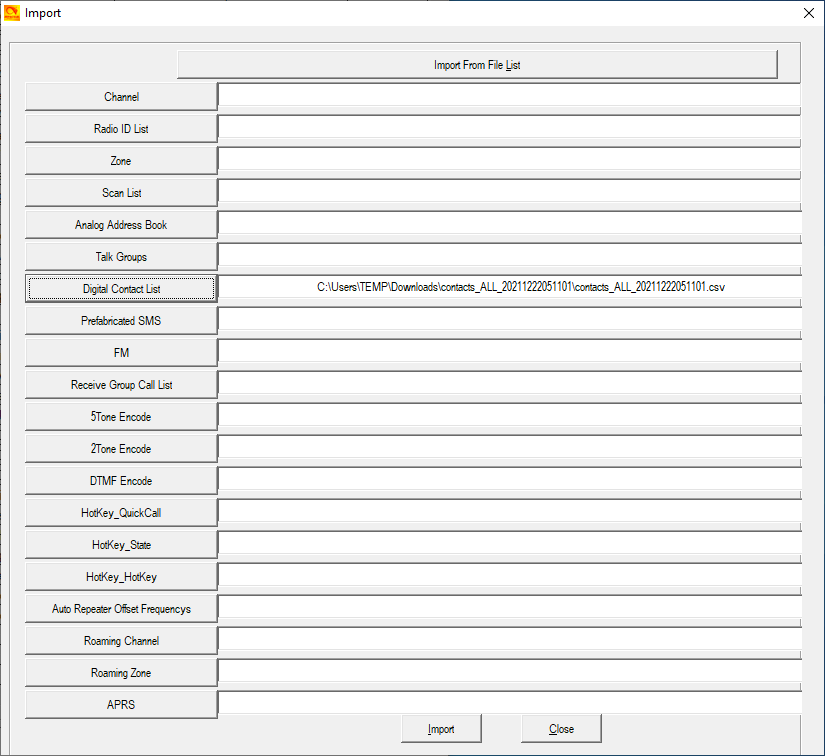 Import
Import From File List
Channel
Radio ID List
Zone
Scan List
Analog Address Book
Talk Groups
Digital Contact List C:\Users\TEMP\Downloads\contacts_ALL_20211222051101\contacts_ALL_20211222051101.csv
Prefabricated SMS
FM
Receive Group Call List
5Tone Encode
2Tone Encode
DTMF Encode
HotKey_QuickCall
HotKey_State
HotKey_HotKey
Auto Repeater Offset Frequencys
Roaming Channel
Roaming Zone
APRS
Import Close